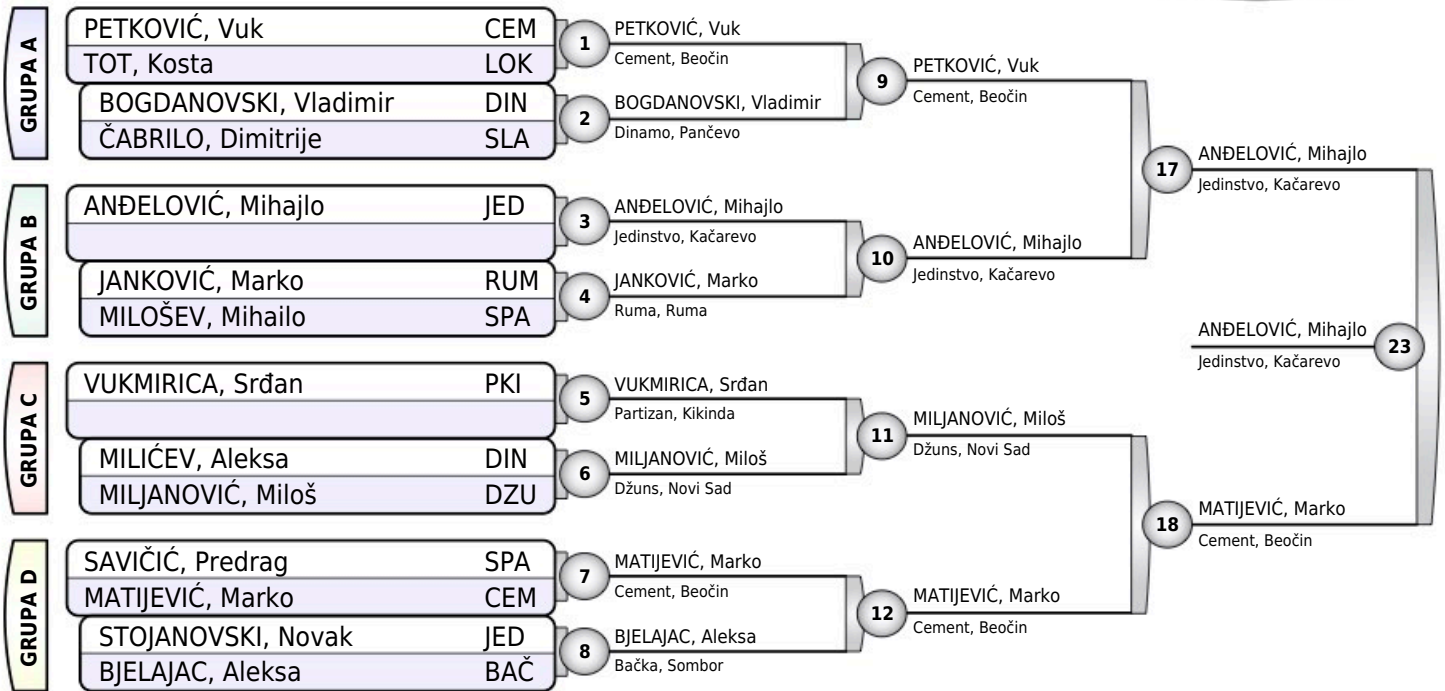 GRUPA A
PETKOVIĆ, Vuk CEM
TOT, Kosta LOK
BOGDANOVSKI, Vladimir DIN
ČABRILO, Dimitrije SLA
GRUPA B
ANĐELOVIĆ, Mihajlo JED
JANKOVIĆ, Marko RUM
MILOŠEV, Mihailo SPA
GRUPA C
VUKMIRICA, Srđan PKI
MILIĆEV, Aleksa DIN
MILJANOVIĆ, Miloš DZU
GRUPA D
SAVIČIĆ, Predrag SPA
MATIJEVIĆ, Marko CEM
STOJANOVSKI, Novak JED
BJELAJAC, Aleksa BAČ
1
PETKOVIĆ, Vuk
Cement, Beočin
2
BOGDANOVSKI, Vladimir
Dinamo, Pančevo
3
ANĐELOVIĆ, Mihajlo
Jedinstvo, Kačarevo
4
JANKOVIĆ, Marko
Ruma, Ruma
5
VUKMIRICA, Srđan
Partizan, Kikinda
6
MILJANOVIĆ, Miloš
Džuns, Novi Sad
7
MATIJEVIĆ, Marko
Cement, Beočin
8
BJELAJAC, Aleksa
Bačka, Sombor
9
PETKOVIĆ, Vuk
Cement, Beočin
10
ANĐELOVIĆ, Mihajlo
Jedinstvo, Kačarevo
11
MILJANOVIĆ, Miloš
Džuns, Novi Sad
12
MATIJEVIĆ, Marko
Cement, Beočin
17
ANĐELOVIĆ, Mihajlo
Jedinstvo, Kačarevo
18
MATIJEVIĆ, Marko
Cement, Beočin
ANĐELOVIĆ, Mihajlo
Jedinstvo, Kačarevo
23